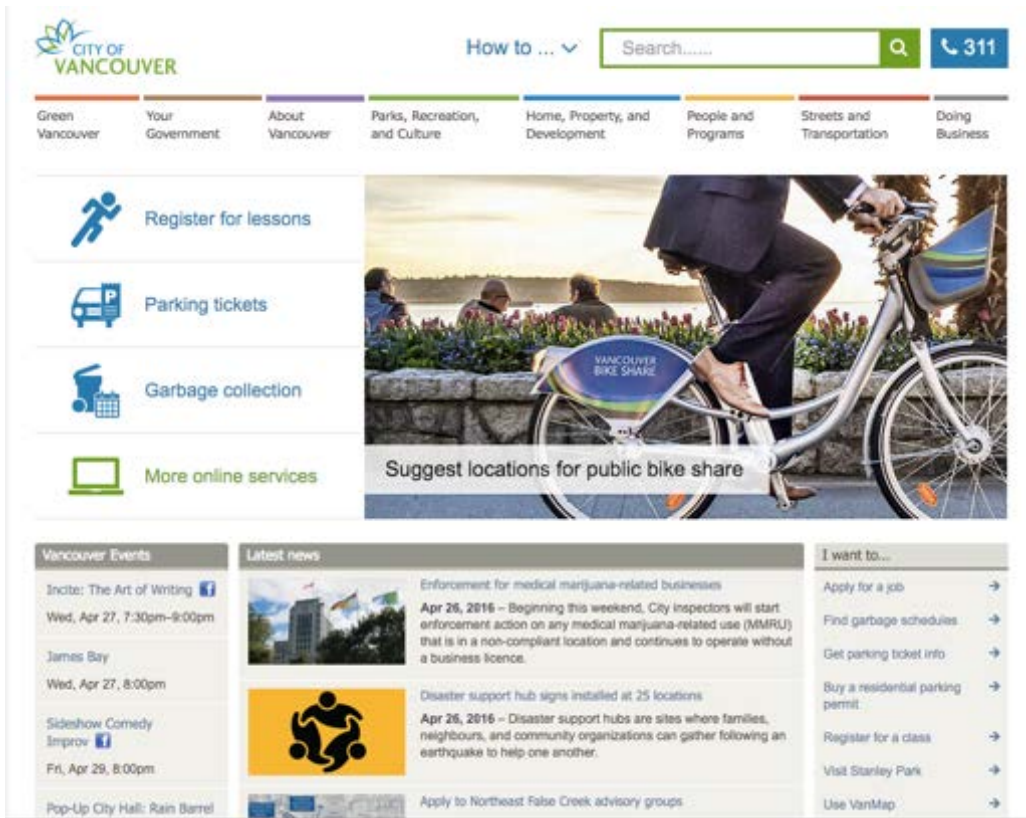 CITY OF
VANCOUVER
How to ...
Search......
311
Green
Vancouver
Your
Government
About
Vancouver
Parks, Recreation,
and Culture
Home, Property, and
Development
People and
Programs
Streets and
Transportation
Doing
Business
Register for lessons
Parking tickets
Garbage collection
More online services
VANCOUVER
BIKE SHARE
Suggest locations for public bike share
Vancouver Events
Incite: The Art of Writing
Wed, Apr 27, 7:30pm–9:00pm
James Bay
Wed, Apr 27, 8:00pm
Sideshow Comedy
Improv
Fri, Apr 29, 8:00pm
Pop-Up City Hall: Rain Barrel
Latest news
Enforcement for medical marijuana-related businesses
Apr 26, 2016 – Beginning this weekend, City inspectors will start
enforcement action on any medical marijuana-related use (MMRU)
that is in a non-compliant location and continues to operate without
a business licence.
Disaster support hub signs installed at 25 locations
Apr 26, 2016 – Disaster support hubs are sites where families,
neighbours, and community organizations can gather following an
earthquake to help one another.
Apply to Northeast False Creek advisory groups
I want to...
Apply for a job
Find garbage schedules
Get parking ticket info
Buy a residential parking
permit
Register for a class
Visit Stanley Park
Use VanMap